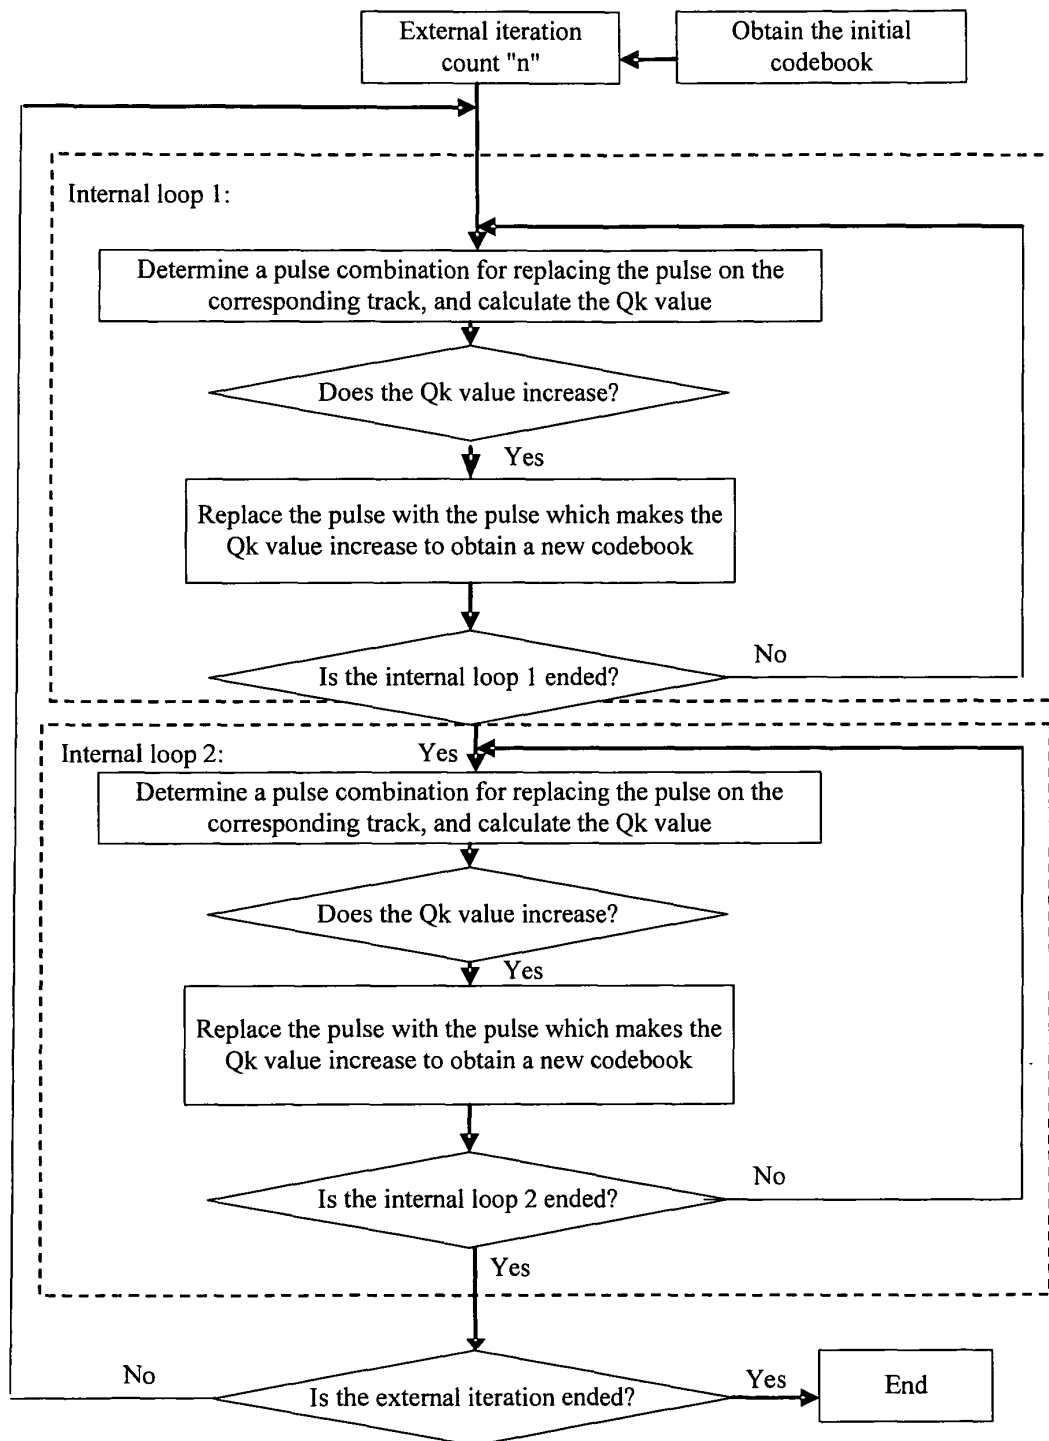 External iteration
count "n"
Obtain the initial
codebook
Internal loop 1:
Determine a pulse combination for replacing the pulse on the
corresponding track, and calculate the Qk value
Does the Qk value increase?
Yes
Replace the pulse with the pulse which makes the
Qk value increase to obtain a new codebook
Is the internal loop 1 ended?
No
Internal loop 2:
Yes
Determine a pulse combination for replacing the pulse on the
corresponding track, and calculate the Qk value
Does the Qk value increase?
Yes
Replace the pulse with the pulse which makes the
Qk value increase to obtain a new codebook
Is the internal loop 2 ended?
No
Yes
No
Is the external iteration ended?
Yes
End